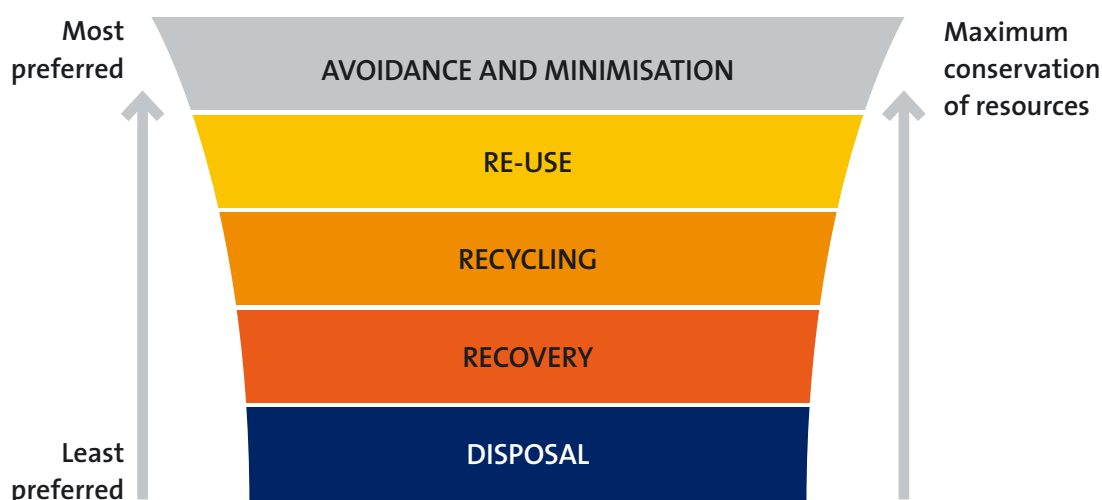 Most
preferred
AVOIDANCE AND MINIMISATION
Maximum
conservation
of resources
RE-USE
RECYCLING
RECOVERY
DISPOSAL
Least
preferred